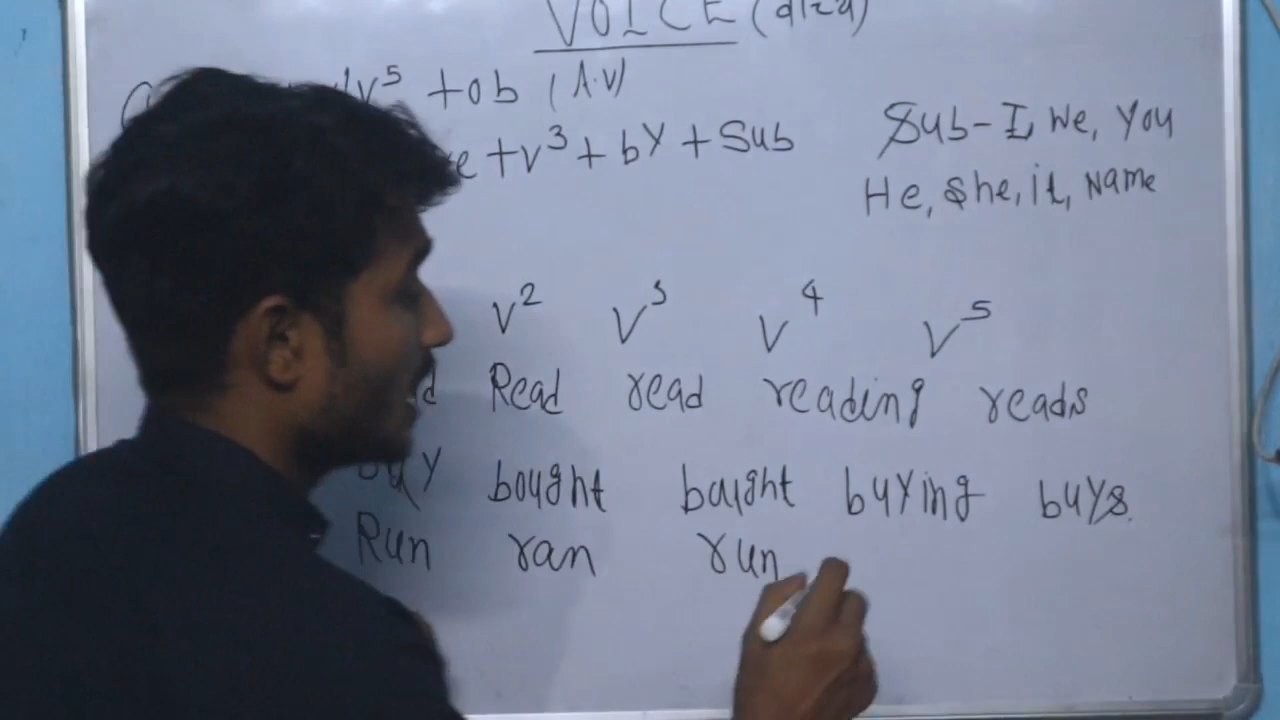 VOICE
V⁵ + ob (A.V)
+ V³ + by + Sub
Sub - I, We, You
He, She, it, Name
V² V³ V⁴ V⁵
Read read reading reads
buy bought bought buying buys
Run ran run